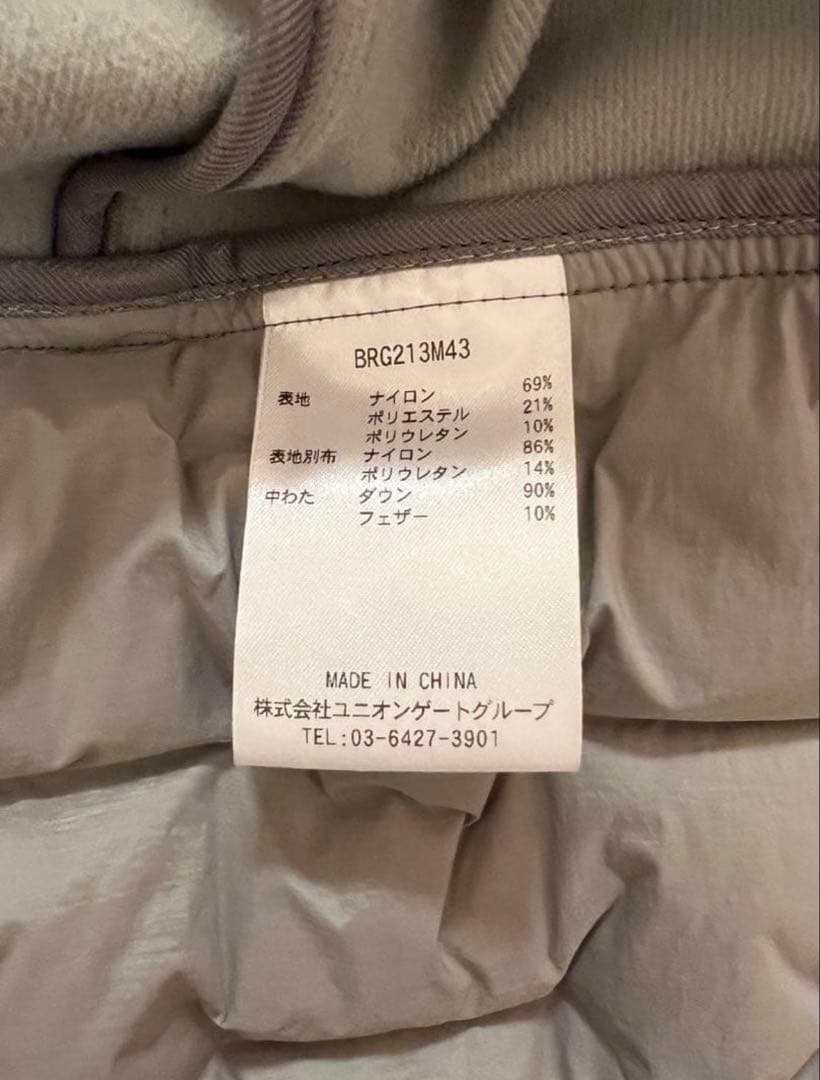 BRG213M43
表地 ナイロン 69%
ポリエステル 21%
ポリウレタン 10%
表地別布 ナイロン 86%
ポリウレタン 14%
中わた ダウン 90%
フェザー 10%
MADE IN CHINA
株式会社ユニオンゲートグループ
TEL:03-6427-3901